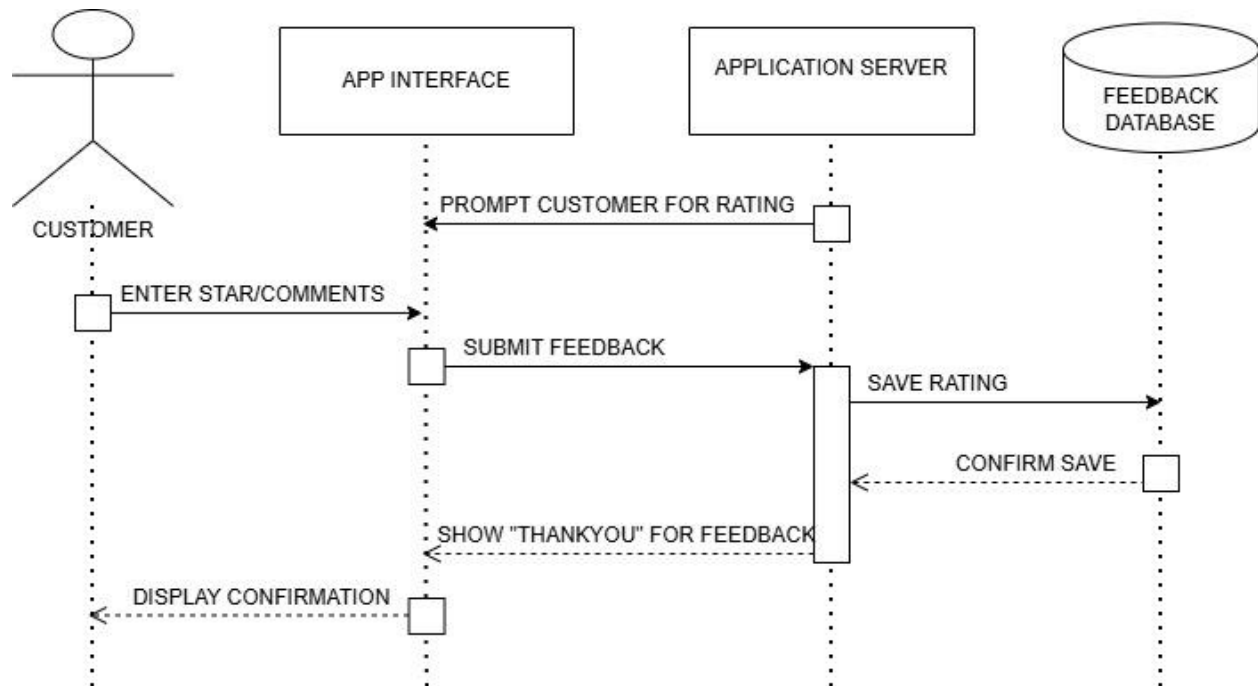 APP INTERFACE
APPLICATION SERVER
FEEDBACK
DATABASE
CUSTOMER
PROMPT CUSTOMER FOR RATING
ENTER STAR/COMMENTS
SUBMIT FEEDBACK
SAVE RATING
CONFIRM SAVE
SHOW "THANKYOU" FOR FEEDBACK
DISPLAY CONFIRMATION